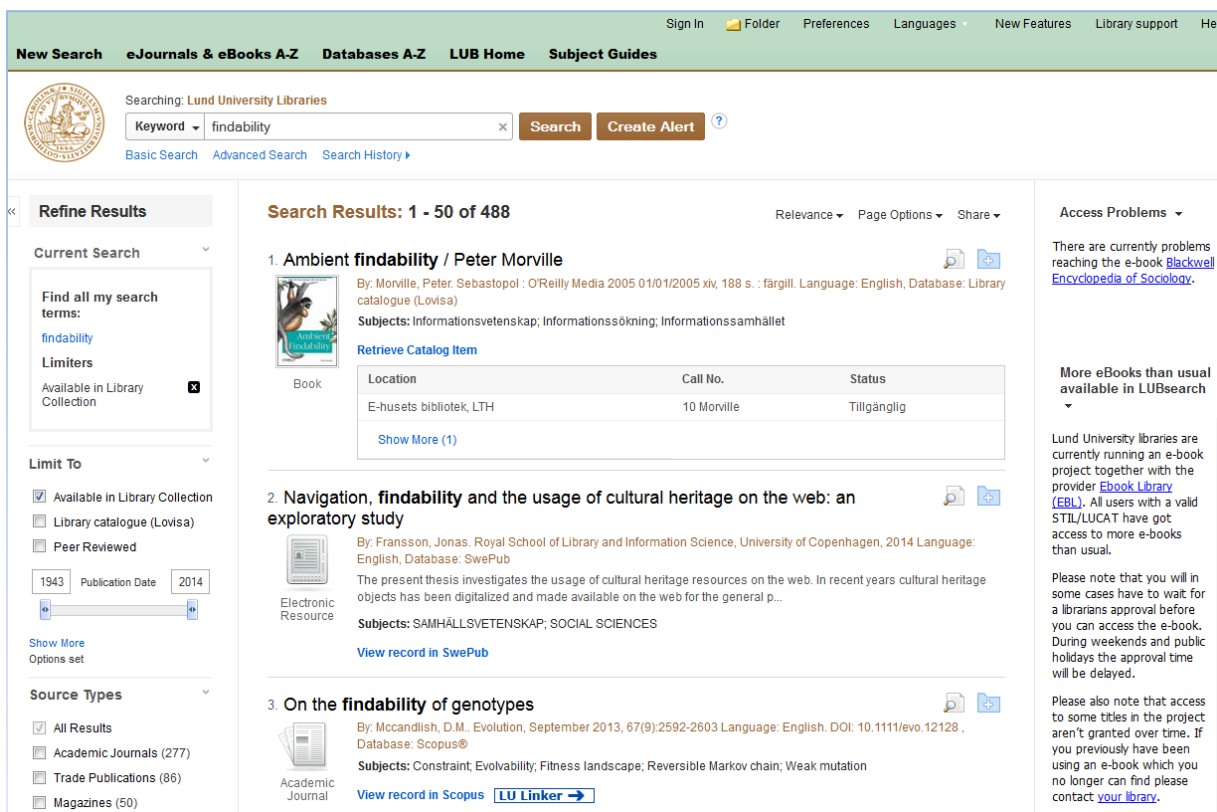 Sign In Folder Preferences Languages New Features Library support He
New Search eJournals & eBooks A-Z Databases A-Z LUB Home Subject Guides
Searching: Lund University Libraries
Keyword findability × Search Create Alert ?
Basic Search Advanced Search Search History
« Refine Results
Current Search
Find all my search
terms:
findability
Limiters
Available in Library
Collection
Limit To
Available in Library Collection
Library catalogue (Lovisa)
Peer Reviewed
1943 Publication Date 2014
Show More
Options set
Source Types
All Results
Academic Journals (277)
Trade Publications (86)
Magazines (50)
Search Results: 1 - 50 of 488
Relevance Page Options Share
1. Ambient findability / Peter Morville
By: Morville, Peter. Sebastopol : O'Reilly Media 2005 01/01/2005 xiv, 188 s. : färgill. Language: English, Database: Library
catalogue (Lovisa)
Subjects: Informationsvetenskap; Informationssökning; Informationssamhället
Retrieve Catalog Item
Ambient
Findability
Book
Location Call No. Status
E-husets bibliotek, LTH 10 Morville Tillgänglig
Show More (1)
2. Navigation, findability and the usage of cultural heritage on the web: an
exploratory study
By: Fransson, Jonas. Royal School of Library and Information Science, University of Copenhagen, 2014 Language:
English, Database: SwePub
The present thesis investigates the usage of cultural heritage resources on the web. In recent years cultural heritage
objects has been digitalized and made available on the web for the general p...
Electronic
Resource
Subjects: SAMHÄLLSVETENSKAP; SOCIAL SCIENCES
View record in SwePub
3. On the findability of genotypes
By: Mccandlish, D.M.. Evolution, September 2013, 67(9):2592-2603 Language: English. DOI: 10.1111/evo.12128 ,
Database: Scopus®
Subjects: Constraint; Evolvability; Fitness landscape; Reversible Markov chain; Weak mutation
Academic
Journal
View record in Scopus LU Linker
Access Problems
There are currently problems
reaching the e-book Blackwell
Encyclopedia of Sociology.
More eBooks than usual
available in LUBsearch
Lund University libraries are
currently running an e-book
project together with the
provider Ebook Library
(EBL). All users with a valid
STIL/LUCAT have got
access to more e-books
than usual.
Please note that you will in
some cases have to wait for
a librarians approval before
you can access the e-book.
During weekends and public
holidays the approval time
will be delayed.
Please also note that access
to some titles in the project
aren't granted over time. If
you previously have been
using an e-book which you
no longer can find please
contact your library.